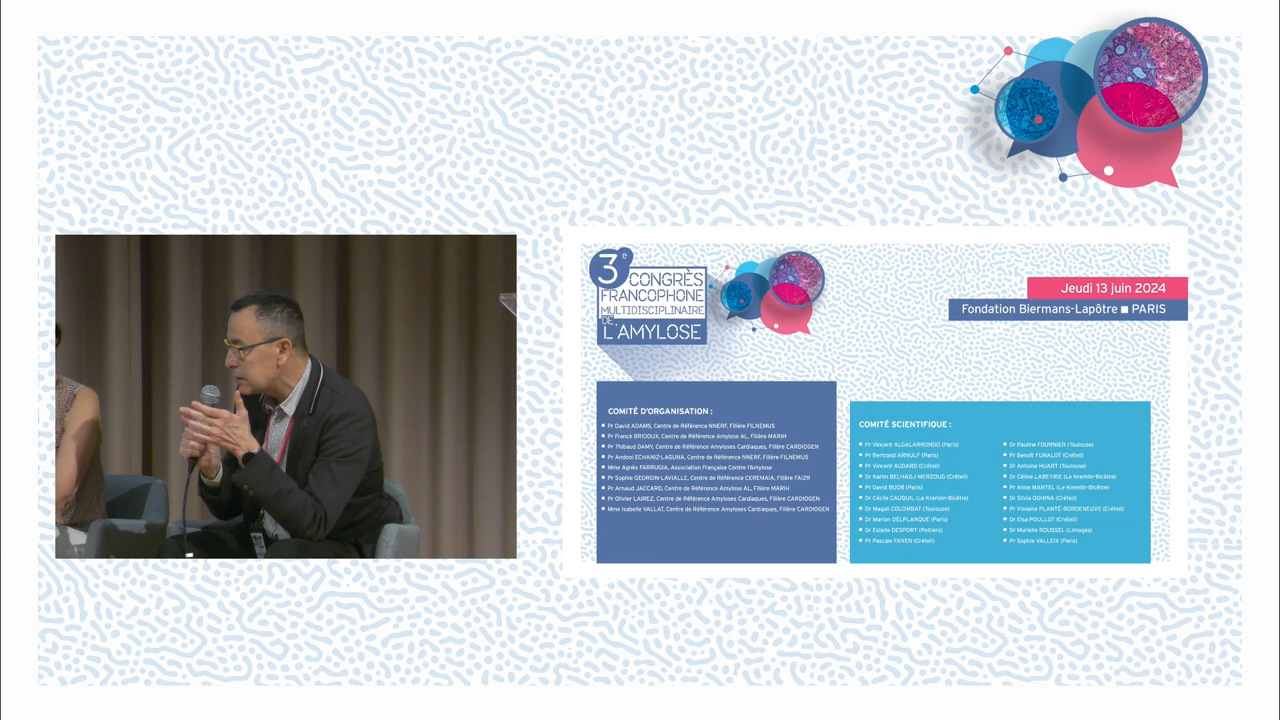 3e
CONGRÈS
FRANCOPHONE
MULTIDISCIPLINAIRE
DE
L'AMYLOSE
Jeudi 13 juin 2024
Fondation Biermans-Lapôtre ■ PARIS
COMITÉ D'ORGANISATION :
Pr David ADAMS, Centre de Référence NNERF, Filière FILNEMUS
Pr Franck BRIDOUX, Centre de Référence Amylose AL, Filière MARIH
Pr Thibaud DAMY, Centre de Référence Amyloses Cardiaques, Filière CARDIOGEN
Pr Andoni ECHANIZ-LAGUNA, Centre de Référence NNERF, Filière FILNEMUS
Mme Agnès FARRUGIA, Association Française Contre l'Amylose
Pr Sophie GEORGIN-LAVIALLE, Centre de Référence CEREMAIA, Filière FAI2R
Pr Arnaud JACCARD, Centre de Référence Amylose AL, Filière MARIH
Pr Olivier LAIREZ, Centre de Référence Amyloses Cardiaques, Filière CARDIOGEN
Mme Isabelle VALLAT, Centre de Référence Amyloses Cardiaques, Filière CARDIOGEN
COMITÉ SCIENTIFIQUE :
Pr Vincent ALGALARRONDO (Paris)
Pr Bertrand ARNULF (Paris)
Pr Vincent AUDARD (Créteil)
Dr Karim BELHADJ-MERZOUG (Créteil)
Pr David BUOB (Paris)
Dr Cécile CAUQUIL (Le Kremlin-Bicêtre)
Dr Magali COLOMBAT (Toulouse)
Dr Marion DELPLANQUE (Paris)
Dr Estelle DESPORT (Poitiers)
Pr Pascale FANEN (Créteil)
Dr Pauline FOURNIER (Toulouse)
Pr Benoît FUNALOT (Créteil)
Dr Antoine HUART (Toulouse)
Dr Céline LABEYRIE (Le Kremlin-Bicêtre)
Pr Anne MANTEL (Le Kremlin-Bicêtre)
Dr Silvia OGHINA (Créteil)
Pr Violaine PLANTÉ-BORDENEUVE (Créteil)
Dr Elsa POULLOT (Créteil)
Dr Murielle ROUSSEL (Limoges)
Pr Sophie VALLEIX (Paris)